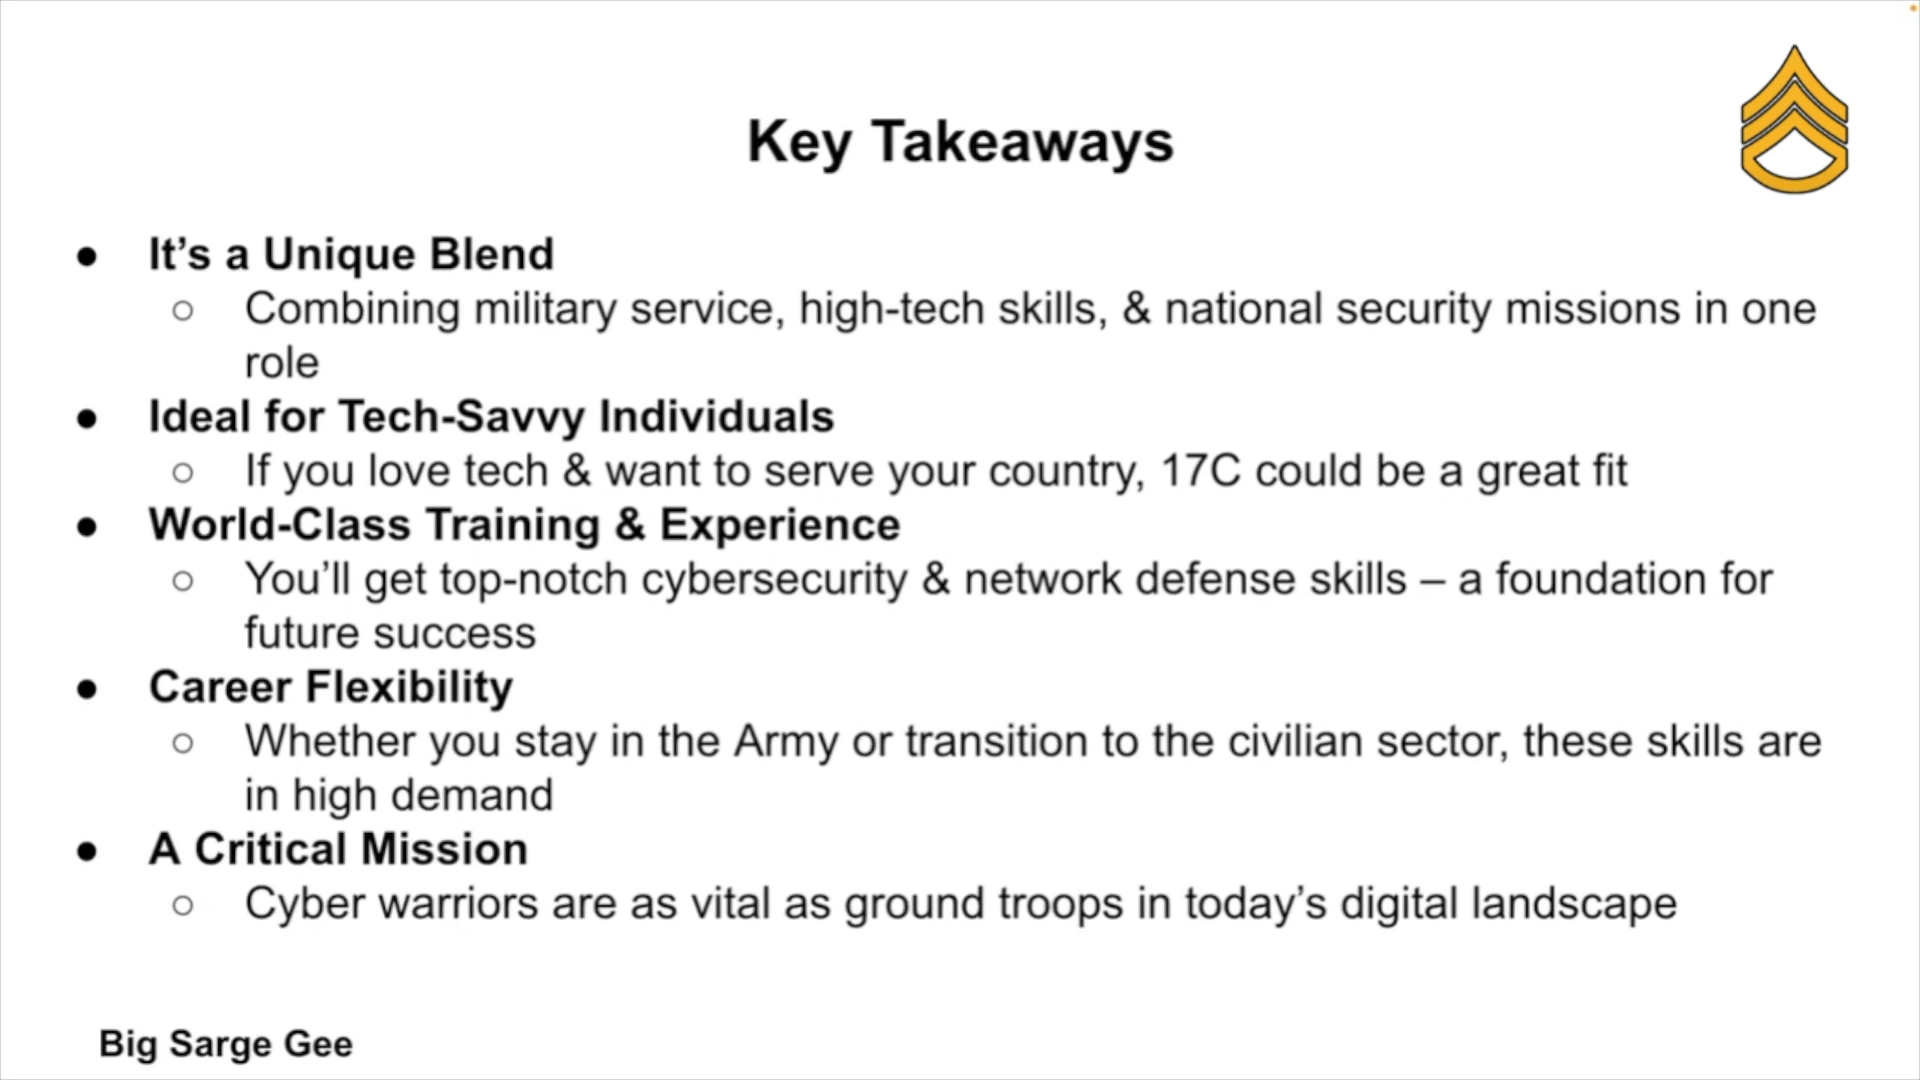 Key Takeaways
● It’s a Unique Blend
○ Combining military service, high-tech skills, & national security missions in one
role
● Ideal for Tech-Savvy Individuals
○ If you love tech & want to serve your country, 17C could be a great fit
● World-Class Training & Experience
○ You’ll get top-notch cybersecurity & network defense skills – a foundation for
future success
● Career Flexibility
○ Whether you stay in the Army or transition to the civilian sector, these skills are
in high demand
● A Critical Mission
○ Cyber warriors are as vital as ground troops in today’s digital landscape
Big Sarge Gee